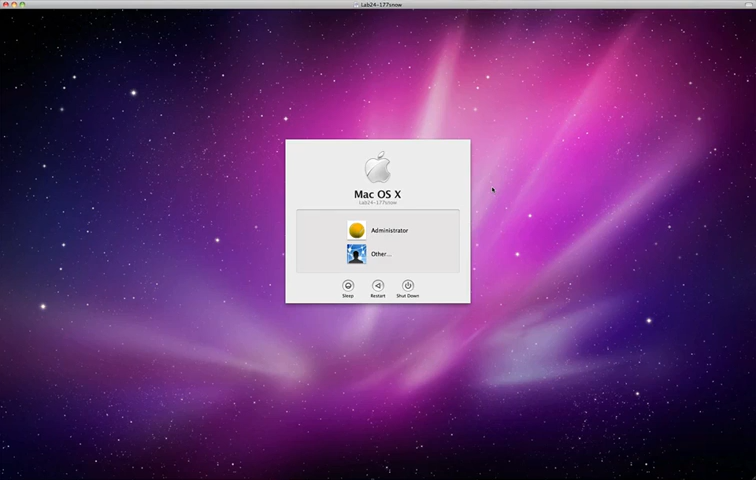 Lab24-177snow
Mac OS X
Lab24-177snow
Administrator
Other...
Sleep
Restart
Shut Down